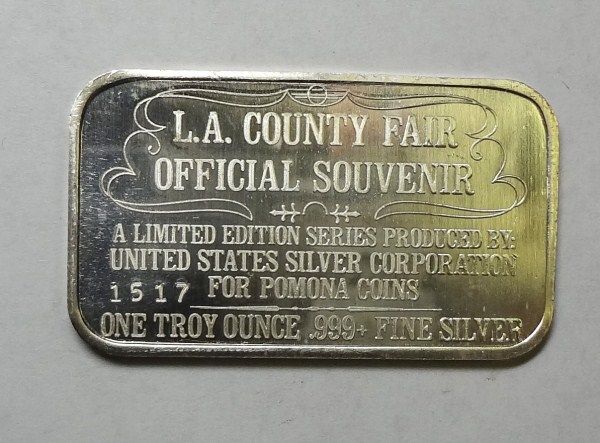 L.A. COUNTY FAIR
OFFICIAL SOUVENIR
A LIMITED EDITION SERIES PRODUCED BY:
UNITED STATES SILVER CORPORATION
1517 FOR POMONA COINS
ONE TROY OUNCE .999+ FINE SILVER